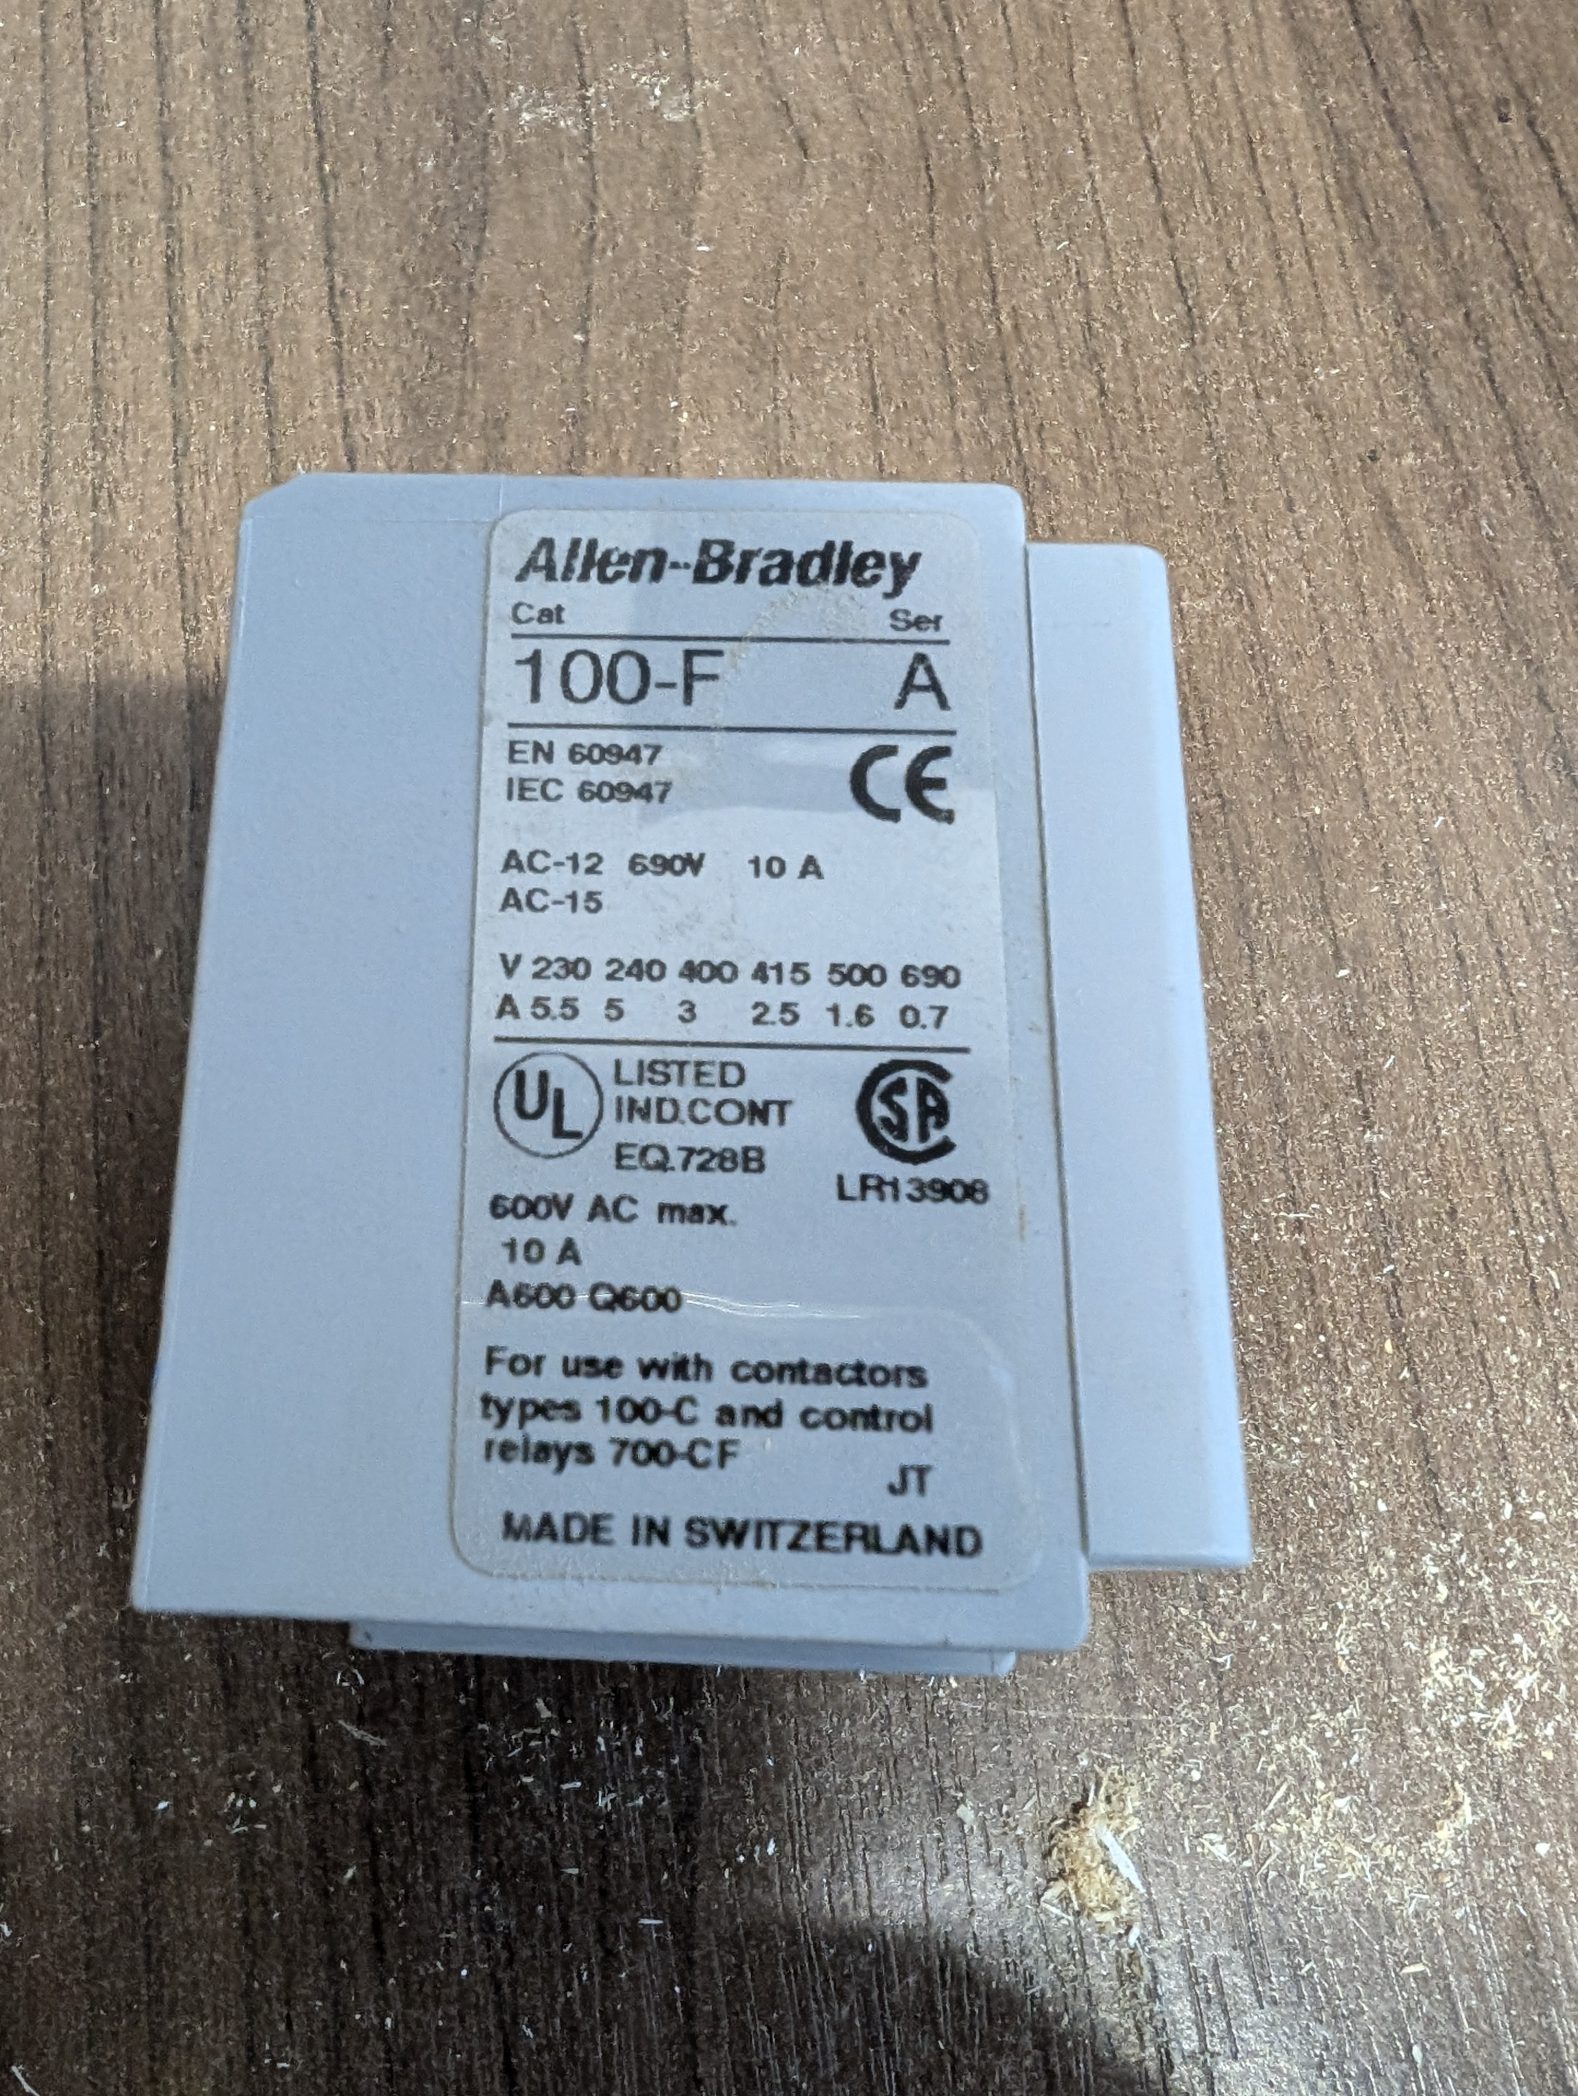 Allen-Bradley
Cat Ser
100-F A
EN 60947
IEC 60947
CE
AC-12 690V 10 A
AC-15
V 230 240 400 415 500 690
A 5.5 5 3 2.5 1.6 0.7
UL LISTED
IND.CONT
EQ.728B
SA
LR13908
600V AC max.
10 A
A600 Q600
For use with contactors
types 100-C and control
relays 700-CF
JT
MADE IN SWITZERLAND